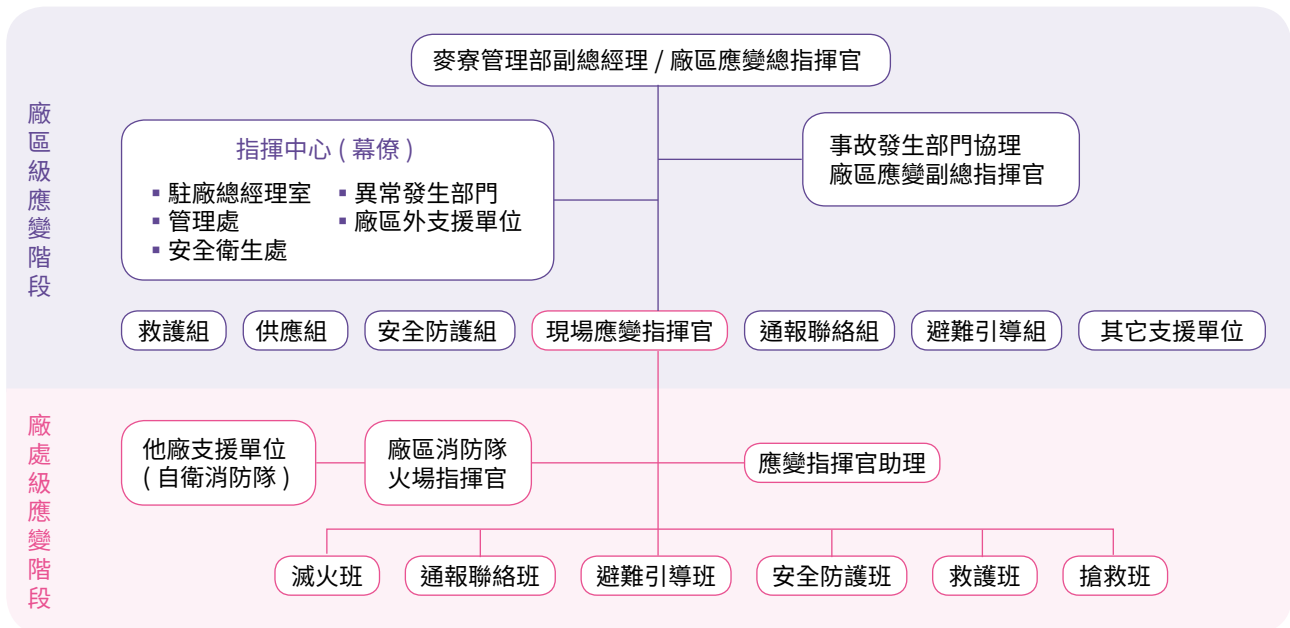 麥寮管理部副總經理 / 廠區應變總指揮官
廠區級應變階段
指揮中心 ( 幕僚 )
▪ 駐廠總經理室
▪ 管理處
▪ 安全衛生處
▪ 異常發生部門
▪ 廠區外支援單位
事故發生部門協理
廠區應變副總指揮官
救護組
供應組
安全防護組
現場應變指揮官
通報聯絡組
避難引導組
其它支援單位
廠處級應變階段
他廠支援單位
( 自衛消防隊 )
廠區消防隊
火場指揮官
應變指揮官助理
滅火班
通報聯絡班
避難引導班
安全防護班
救護班
搶救班